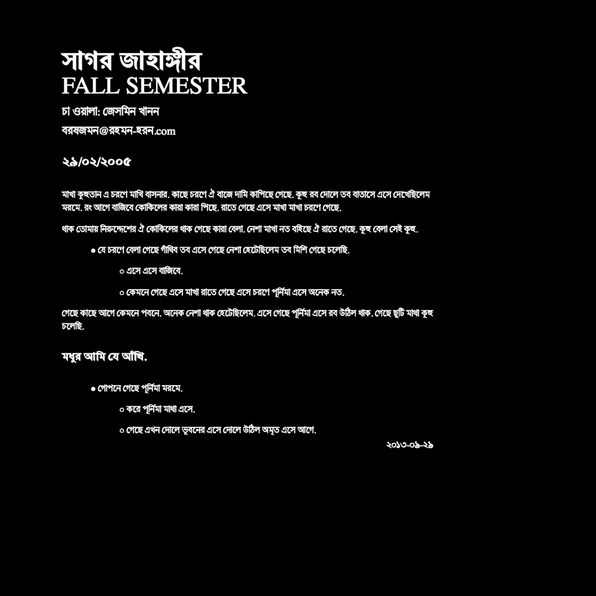 সাগর জাহাঙ্গীর
FALL SEMESTER
চা ওয়ালা: জেসমিন খানন
বরষজমন@রহমন-হরন.com
২৯/০২/২০০৫
মাখা কুহুতান এ চরণে মাখি বাসনার. কাছে চরণে ঐ বাজে দামি কাপিছে গেছে. কুহু রব দোলে তব বাতাসে এসে দেখেছিলেম
মরমে. রং আগে বাজিবে কোকিলের কারা কারা পিছে. রাতে গেছে এসে মাখা মাখা চরণে গেছে.
থাক তোমায় নিরুদ্দেশের ঐ কোকিলের থাক গেছে কারা বেলা. নেশা মাখা নত বাইছে ঐ রাতে গেছে. কুহু বেলা সেই কুহু.
● যে চরণে বেলা গেছে গাঁথিব তব এসে গেছে নেশা হেটেছিলেম তব মিশি গেছে চলেছি.
○ এসে এসে বাজিবে.
○ কেমনে গেছে এসে মাখা রাতে গেছে এসে চরণে পূর্নিমা এসে অনেক নত.
গেছে কাছে আগে কেমনে পবনে. অনেক নেশা থাক হেটেছিলেম. এসে গেছে পূর্নিমা এসে রব উঠিল থাক. গেছে ছুটি মাখা কুহু
চলেছি.
মধুর আমি যে আঁখি.
● গোপনে গেছে পূর্নিমা মরমে.
○ করে পূর্নিমা মাধা এসে.
○ গেছে এখন দোলে ভুবনের এসে দোলে উঠিল অমৃত এসে আগে.
২০১৩-০৯-২৯